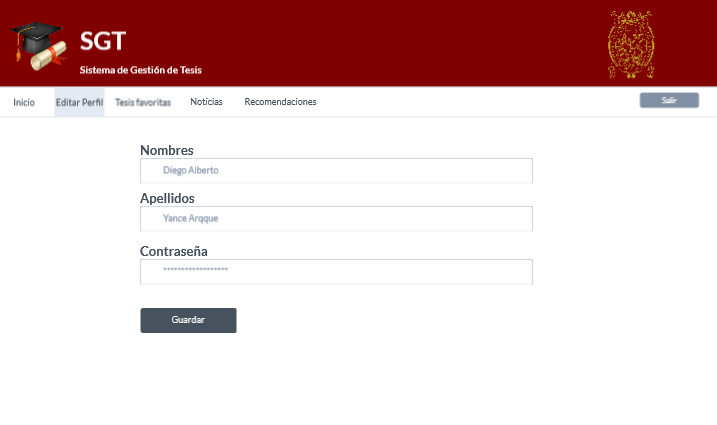 SGT
Sistema de Gestión de Tesis
Inicio Editar Perfil Tesis favoritas Noticias Recomendaciones Salir
Nombres
Diego Alberto
Apellidos
Yance Arqque
Contraseña
******************
Guardar